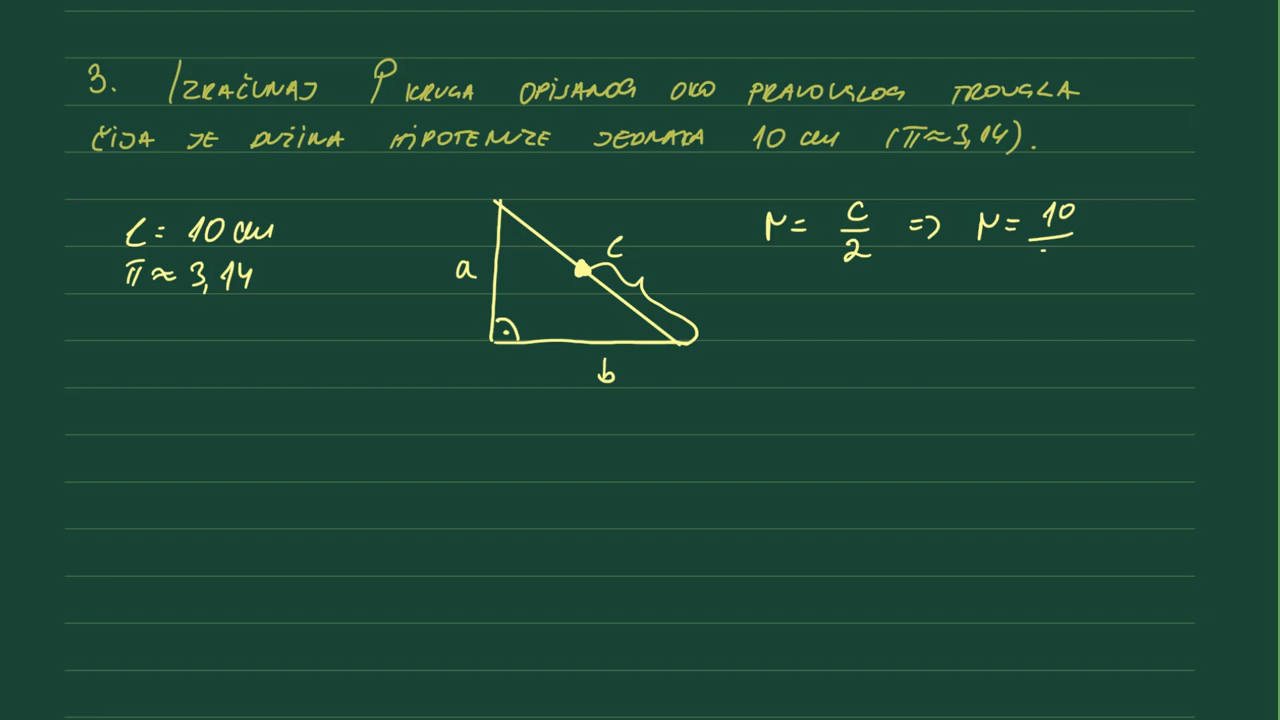 3. IZRAČUNAJ P KRUGA OPISANOG OKO PRAVOUGLOG TROUGLA
ČIJA JE DUŽINA HIPOTENUZE JEDNAKA 10 cm (π≈3,14).
c = 10 cm
π ≈ 3,14
a
c
b
r = c/2 => r = 10/